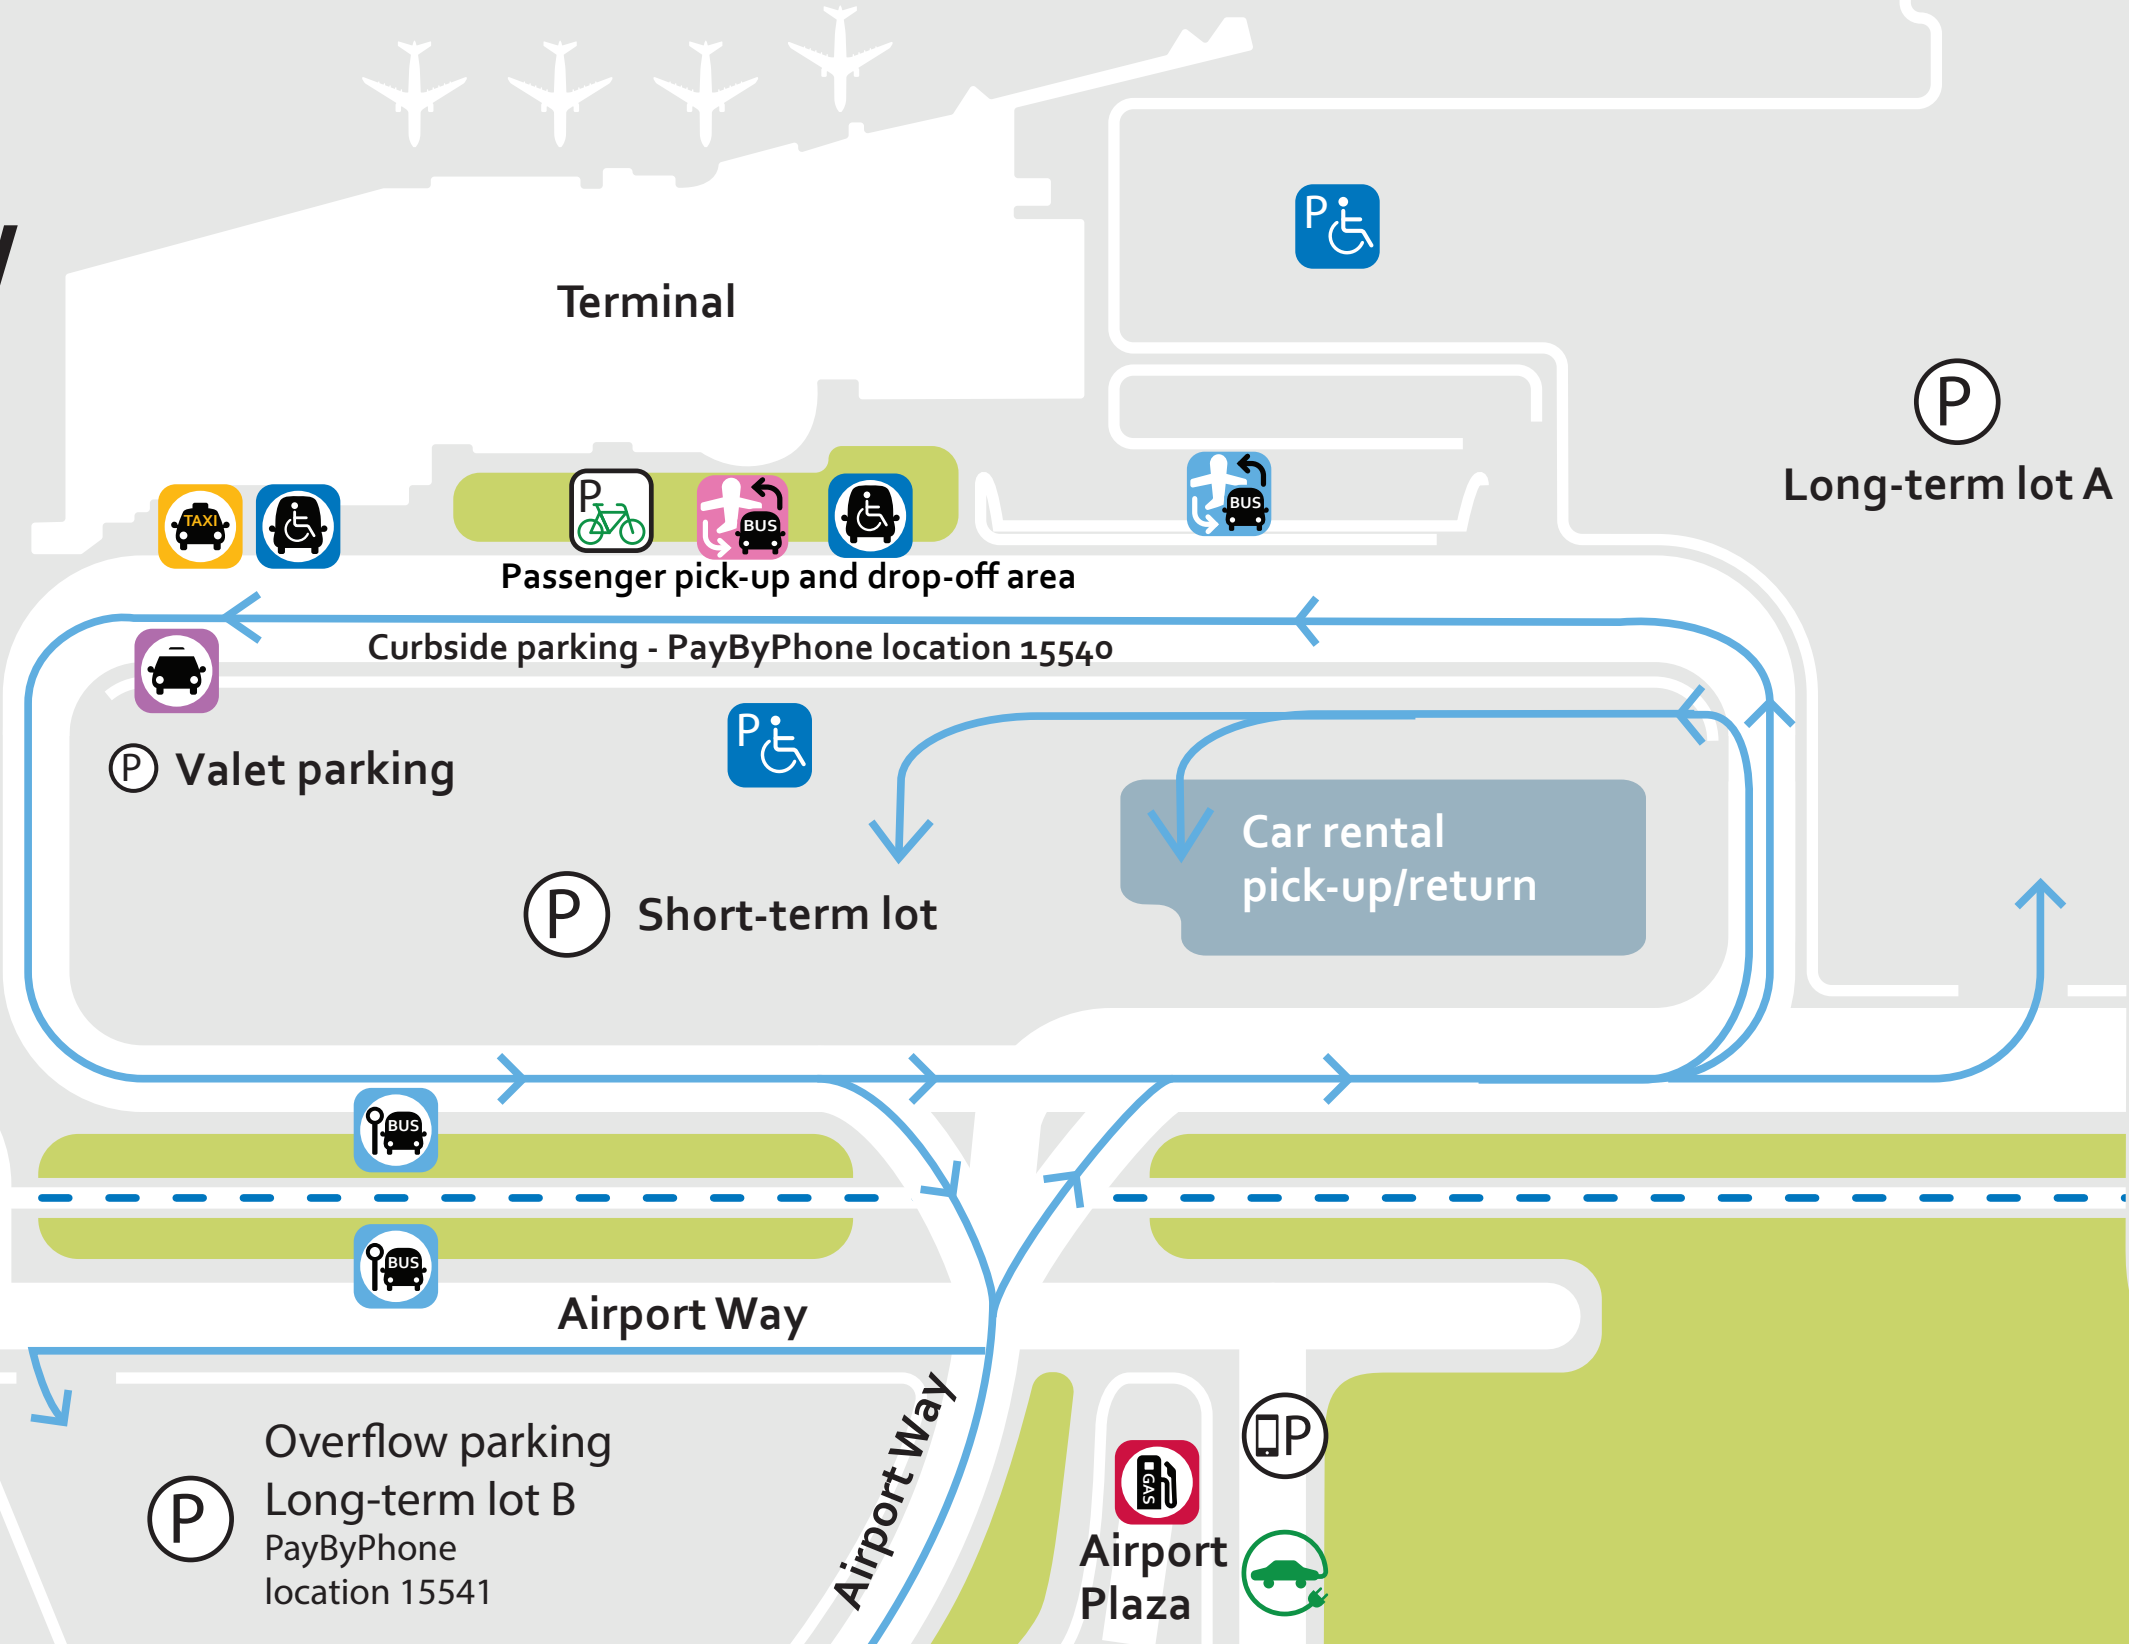 Terminal
P
P
Long-term lot A
TAXI
P
BUS
BUS
Passenger pick-up and drop-off area
Curbside parking - PayByPhone location 15540
P
P Valet parking
Car rental
pick-up/return
P Short-term lot
BUS
BUS
Airport Way
Airport Way
P
GAS
Airport
Plaza
Overflow parking
P Long-term lot B
PayByPhone
location 15541